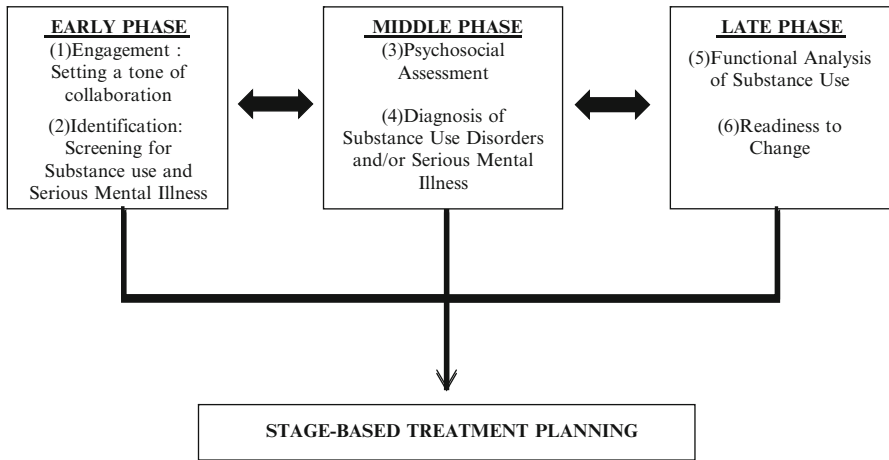 EARLY PHASE
(1)Engagement :
Setting a tone of
collaboration
(2)Identification:
Screening for
Substance use and
Serious Mental Illness
MIDDLE PHASE
(3)Psychosocial
Assessment
(4)Diagnosis of
Substance Use Disorders
and/or Serious Mental
Illness
LATE PHASE
(5)Functional Analysis
of Substance Use
(6)Readiness to
Change
STAGE-BASED TREATMENT PLANNING